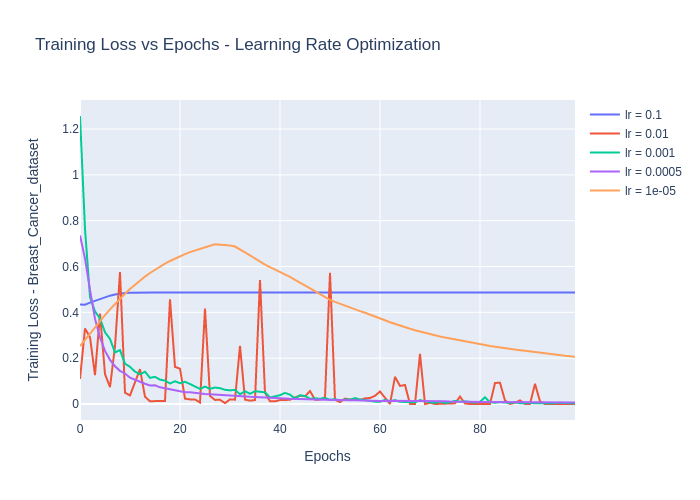 Training Loss vs Epochs - Learning Rate Optimization
Training Loss - Breast_Cancer_dataset
1.2
1
0.8
0.6
0.4
0.2
0
0
20
40
60
80
Epochs
lr = 0.1
lr = 0.01
lr = 0.001
lr = 0.0005
lr = 1e-05